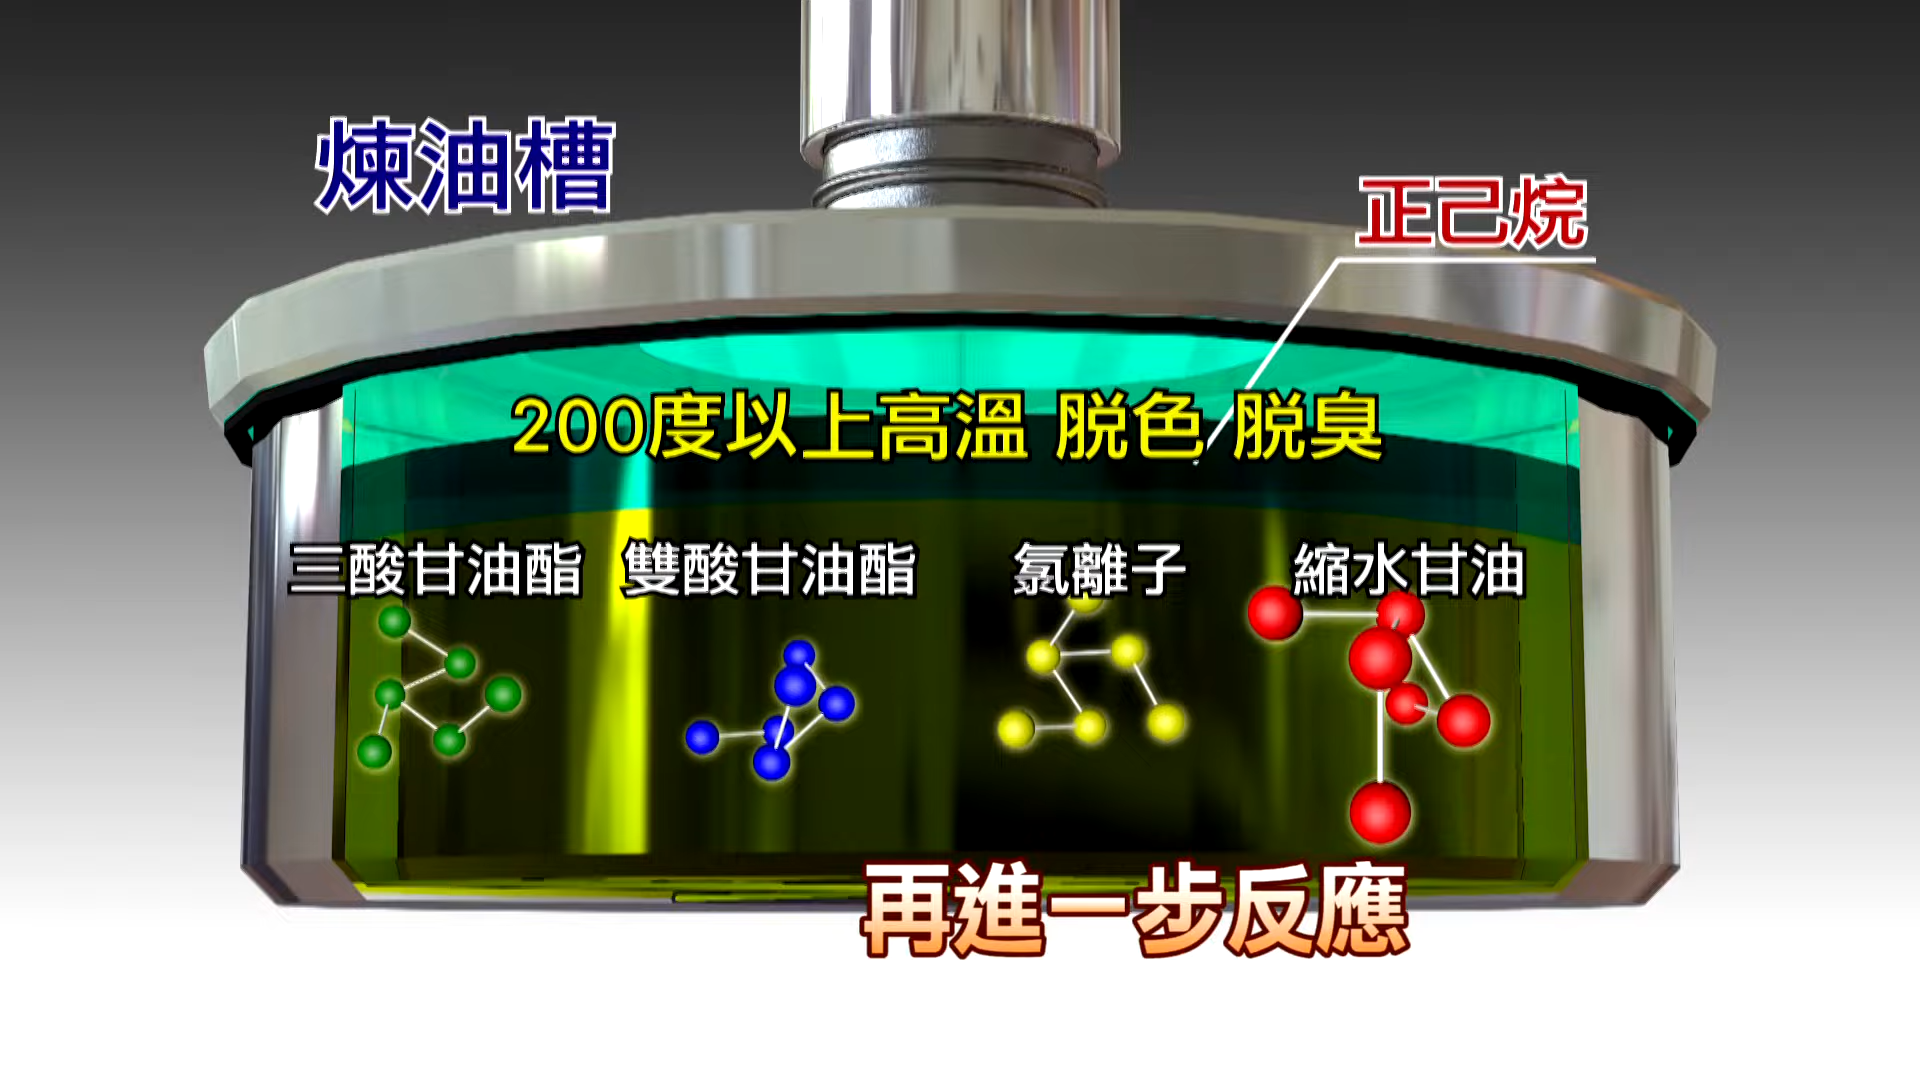 煉油槽
正己烷
200度以上高溫 脫色 脫臭
三酸甘油酯 雙酸甘油酯 氯離子 縮水甘油
再進一步反應